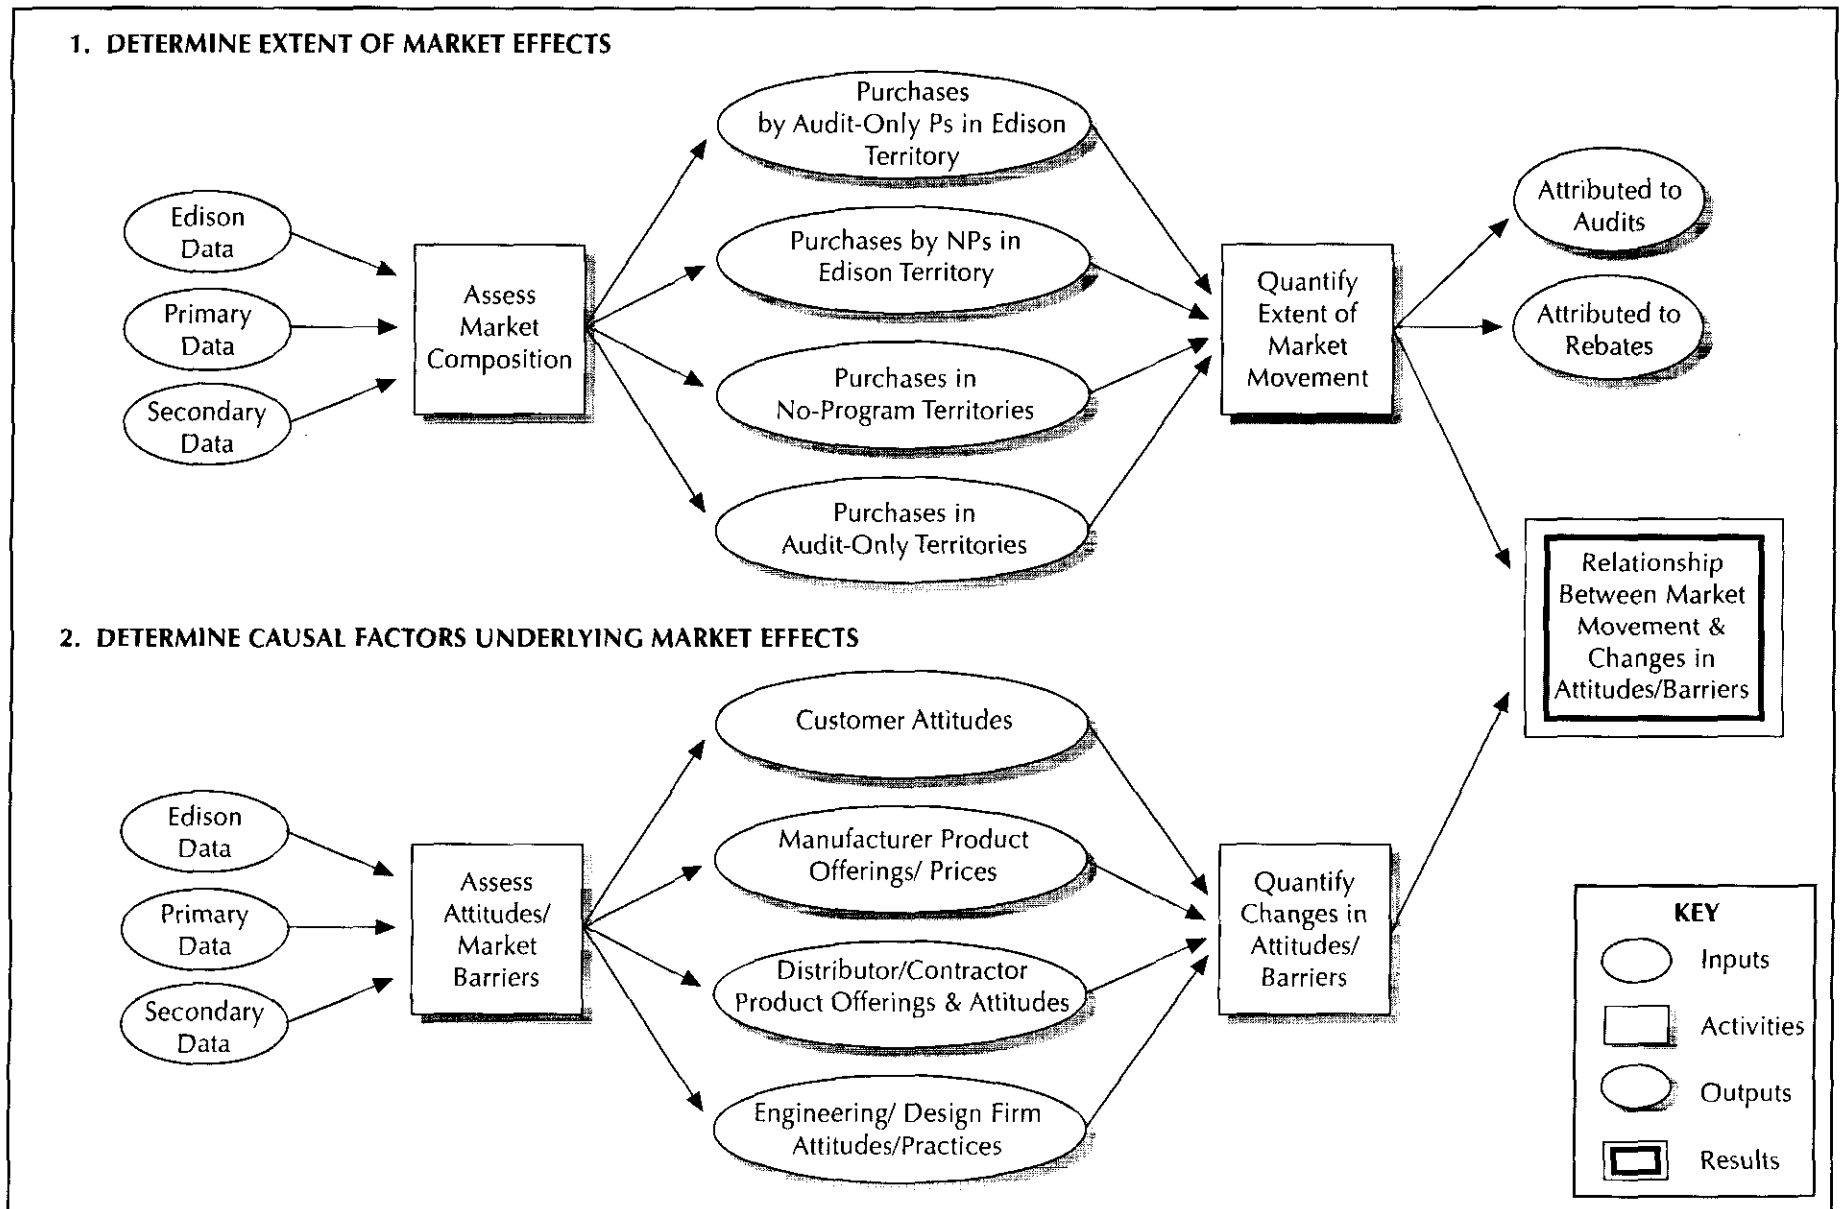 1. DETERMINE EXTENT OF MARKET EFFECTS
Edison
Data
Primary
Data
Secondary
Data
Assess
Market
Composition
Purchases
by Audit-Only Ps in Edison
Territory
Purchases by NPs in
Edison Territory
Purchases in
No-Program Territories
Purchases in
Audit-Only Territories
Quantify
Extent of
Market
Movement
Attributed to
Audits
Attributed to
Rebates
Relationship
Between Market
Movement &
Changes in
Attitudes/Barriers
2. DETERMINE CAUSAL FACTORS UNDERLYING MARKET EFFECTS
Edison
Data
Primary
Data
Secondary
Data
Assess
Attitudes/
Market
Barriers
Customer Attitudes
Manufacturer Product
Offerings/ Prices
Distributor/Contractor
Product Offerings & Attitudes
Engineering/ Design Firm
Attitudes/Practices
Quantify
Changes in
Attitudes/
Barriers
KEY
Inputs
Activities
Outputs
Results